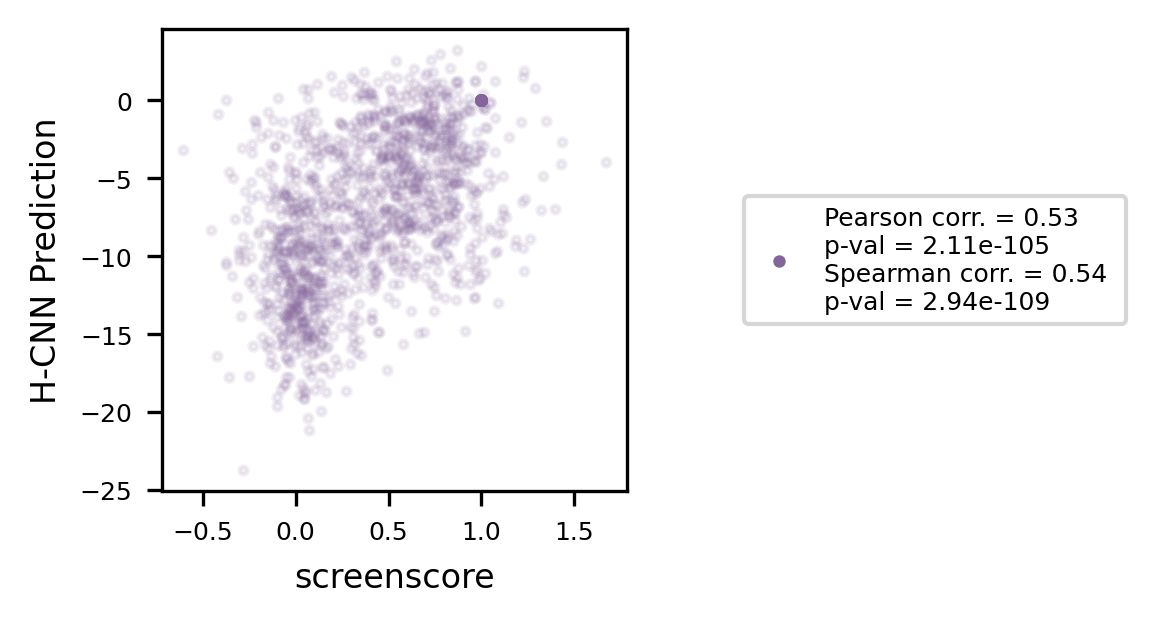 H-CNN Prediction
0
−5
−10
−15
−20
−25
−0.5
0.0
0.5
1.0
1.5
screenscore
Pearson corr. = 0.53
p-val = 2.11e-105
Spearman corr. = 0.54
p-val = 2.94e-109